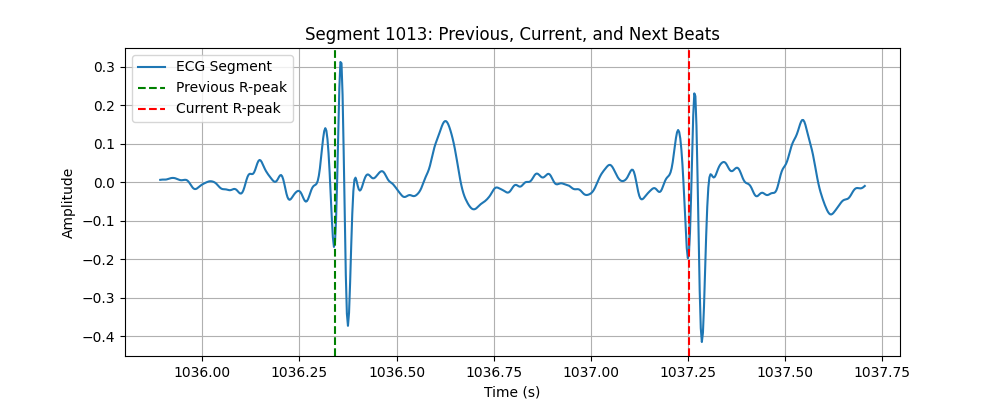 Segment 1013: Previous, Current, and Next Beats
ECG Segment
Previous R-peak
Current R-peak
0.3
0.2
0.1
0.0
−0.1
−0.2
−0.3
−0.4
Amplitude
1036.00 1036.25 1036.50 1036.75 1037.00 1037.25 1037.50 1037.75
Time (s)